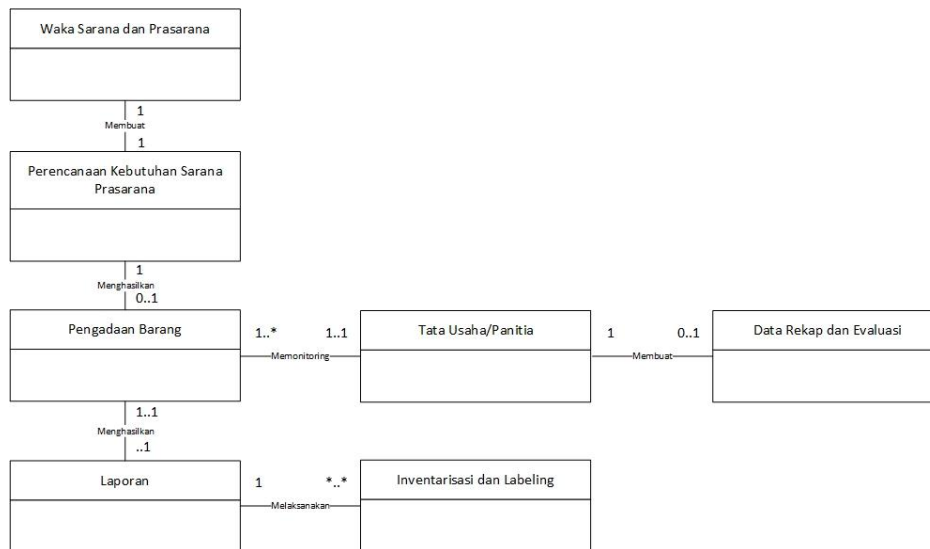 Waka Sarana dan Prasarana
1
Membuat
1
Perencanaan Kebutuhan Sarana
Prasarana
1
Menghasilkan
0..1
Pengadaan Barang
1..* 1..1
Memonitoring
Tata Usaha/Panitia
1 0..1
Membuat
Data Rekap dan Evaluasi
1..1
Menghasilkan
..1
Laporan
1 *..*
Melaksanakan
Inventarisasi dan Labeling